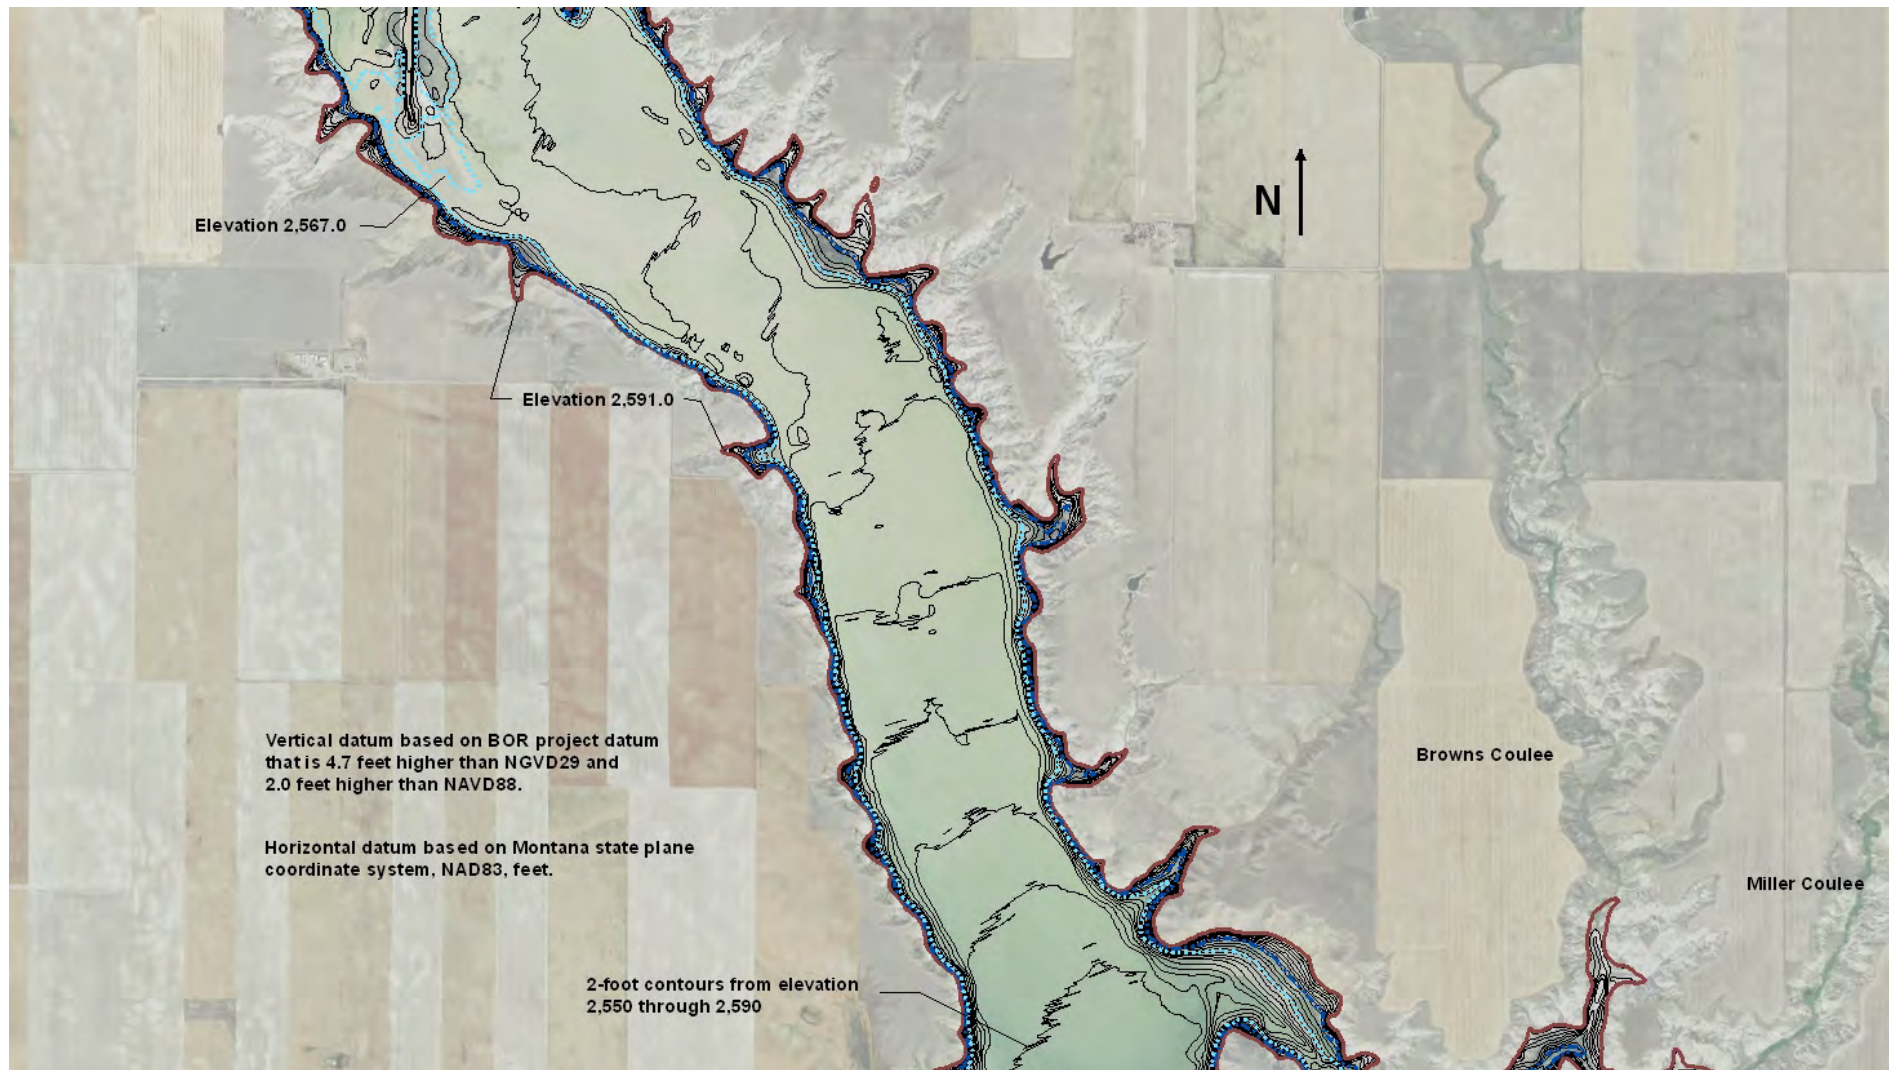 N
Elevation 2,567.0
Elevation 2,591.0
Vertical datum based on BOR project datum
that is 4.7 feet higher than NGVD29 and
2.0 feet higher than NAVD88.
Browns Coulee
Horizontal datum based on Montana state plane
coordinate system, NAD83, feet.
Miller Coulee
2-foot contours from elevation
2,550 through 2,590